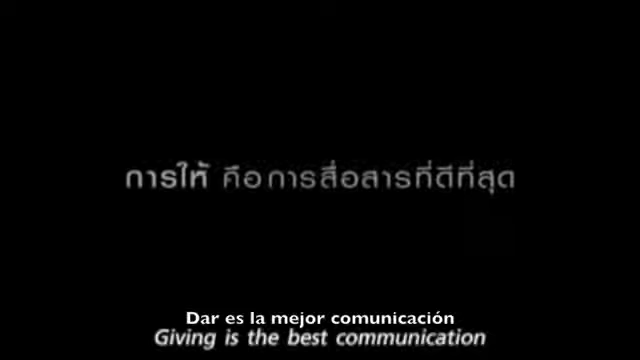 การให้ คือการสื่อสารที่ดีที่สุด
Dar es la mejor comunicación
Giving is the best communication